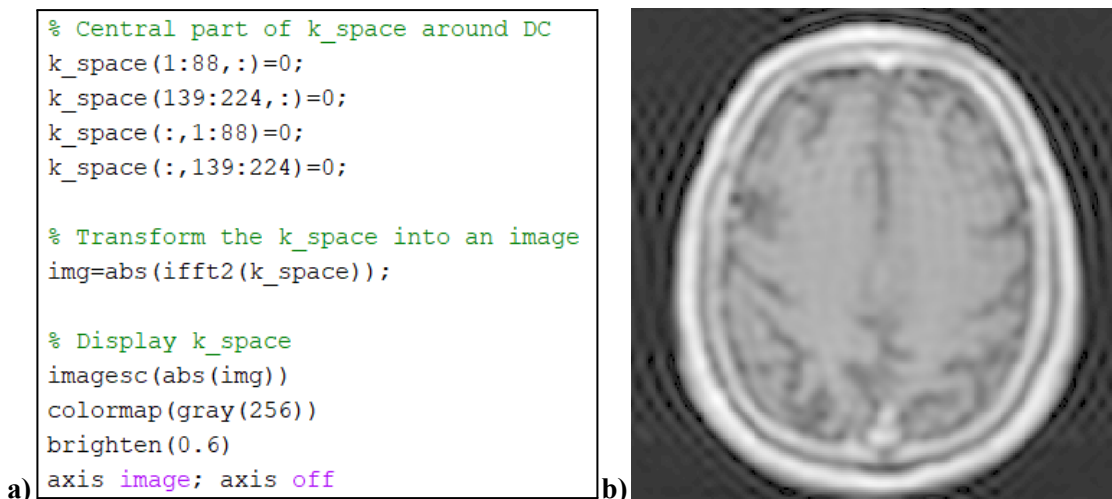 % Central part of k_space around DC
k_space(1:88,:)=0;
k_space(139:224,:)=0;
k_space(:,1:88)=0;
k_space(:,139:224)=0;
% Transform the k_space into an image
img=abs(ifft2(k_space));
% Display k_space
imagesc(abs(img))
colormap(gray(256))
brighten(0.6)
axis image; axis off
a)
b)